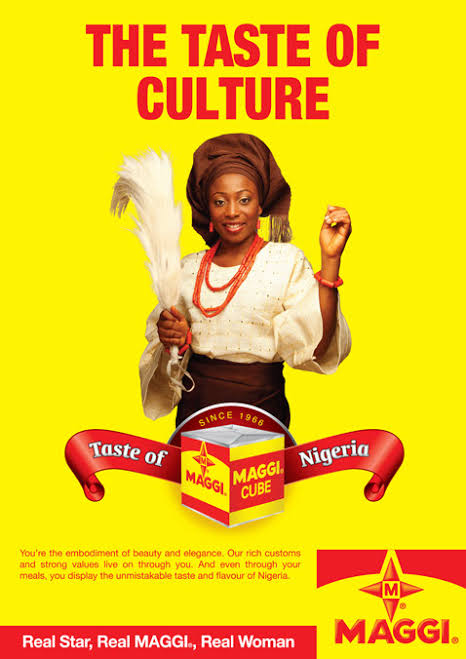 THE TASTE OF
CULTURE
SINCE 1966
Taste of
Nigeria
M
MAGGI®
MAGGI®
CUBE
You're the embodiment of beauty and elegance. Our rich customs
and strong values live on through you. And even through your
meals, you display the unmistakable taste and flavour of Nigeria.
M
®
MAGGI®
Real Star, Real MAGGI®, Real Woman